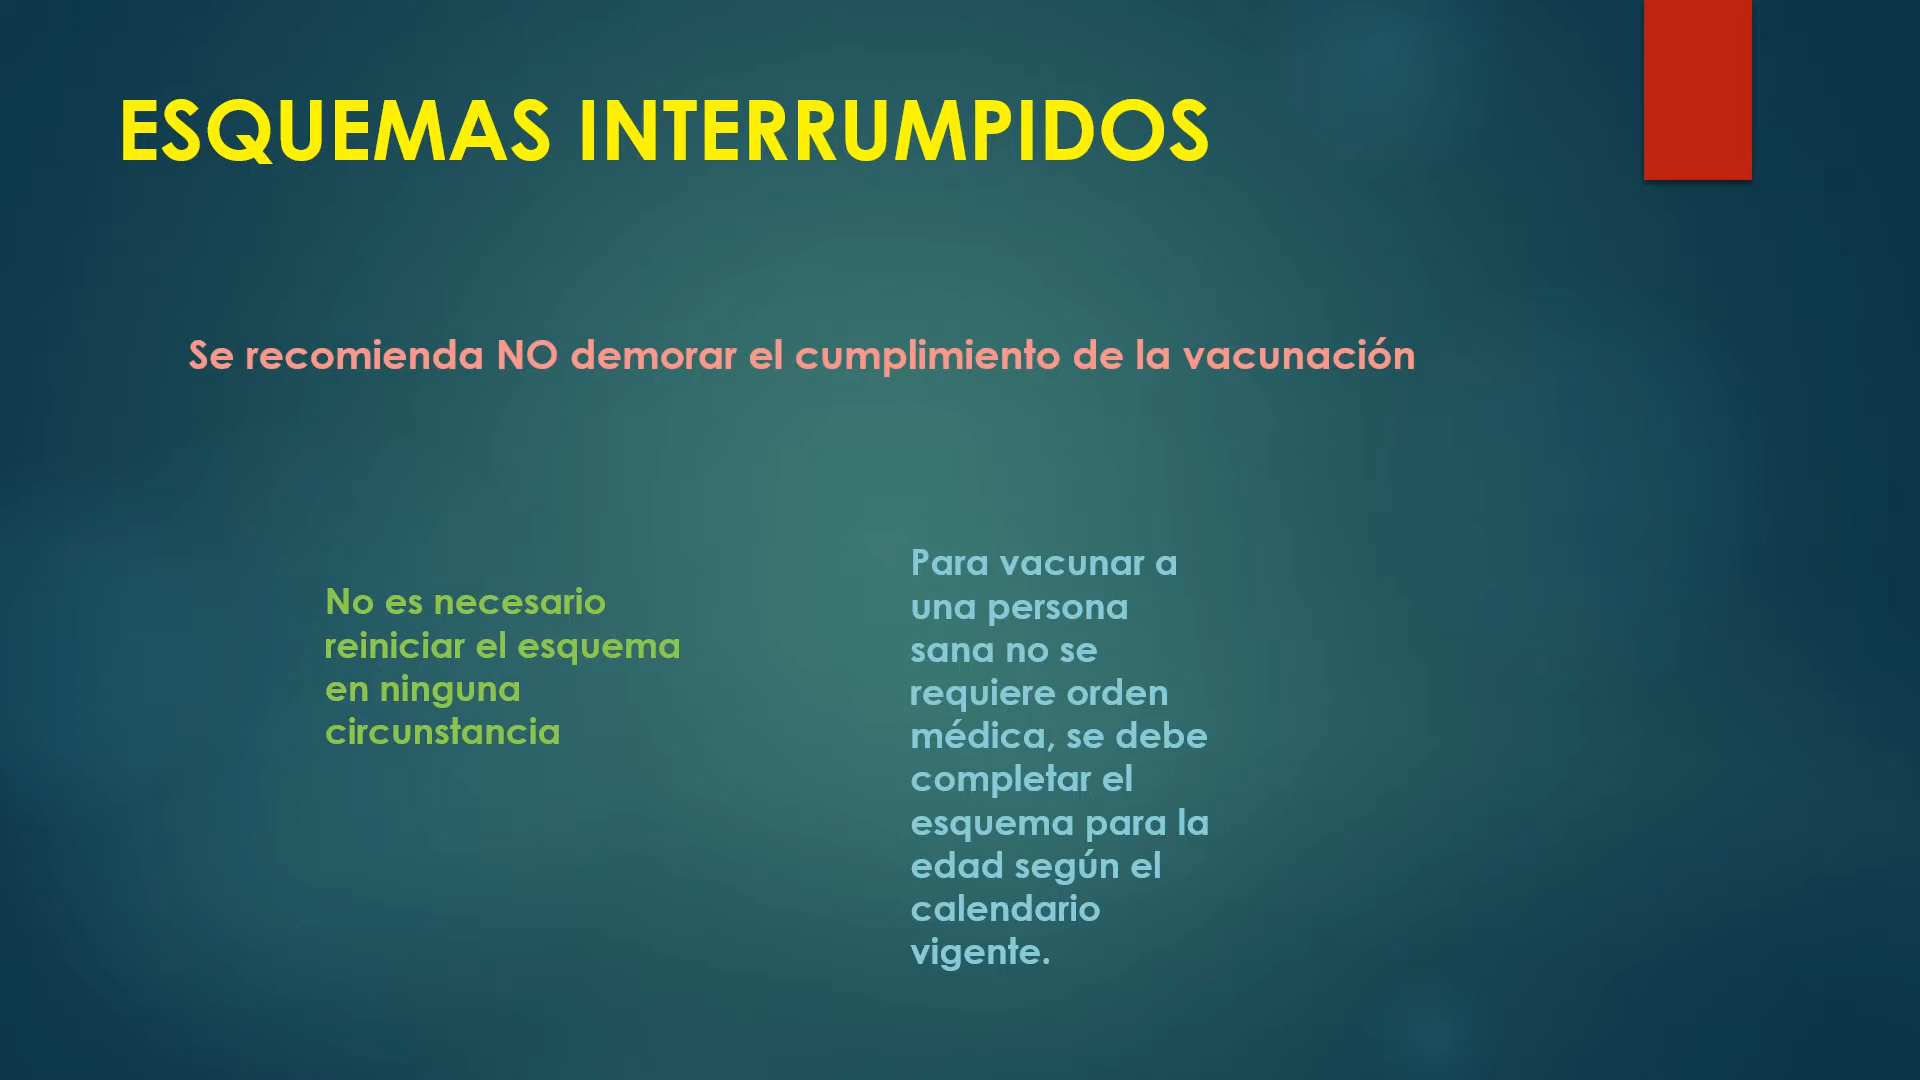 ESQUEMAS INTERRUMPIDOS
Se recomienda NO demorar el cumplimiento de la vacunación
No es necesario
reiniciar el esquema
en ninguna
circunstancia
Para vacunar a
una persona
sana no se
requiere orden
médica, se debe
completar el
esquema para la
edad según el
calendario
vigente.